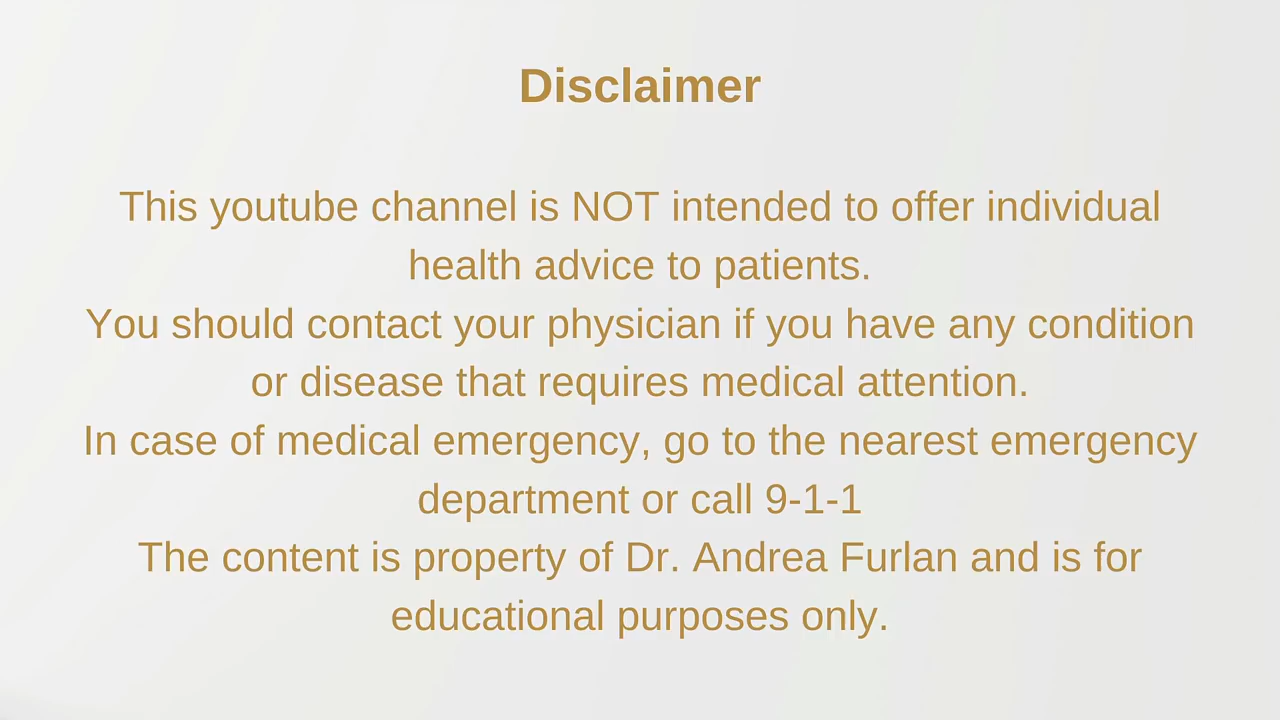 Disclaimer
This youtube channel is NOT intended to offer individual
health advice to patients.
You should contact your physician if you have any condition
or disease that requires medical attention.
In case of medical emergency, go to the nearest emergency
department or call 9-1-1
The content is property of Dr. Andrea Furlan and is for
educational purposes only.